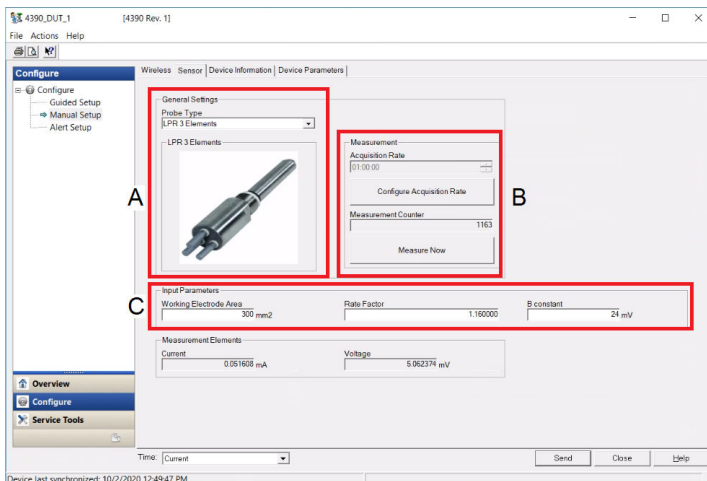 4390_DUT_1 [4390 Rev. 1]
File Actions Help
Configure
Configure
Guided Setup
Manual Setup
Alert Setup
Overview
Configure
Service Tools
Wireless Sensor Device Information Device Parameters
General Settings
Probe Type
LPR 3 Elements
LPR 3 Elements
A
Measurement
Acquisition Rate
01:00:00
Configure Acquisition Rate
Measurement Counter
1163
Measure Now
B
C
Input Parameters
Working Electrode Area Rate Factor B constant
300 mm2 1.160000 24 mV
Measurement Elements
Current Voltage
0.051608 mA 5.062374 mV
Time: Current Send Close Help
Device last synchronized: 10/2/2020 12:49:47 PM